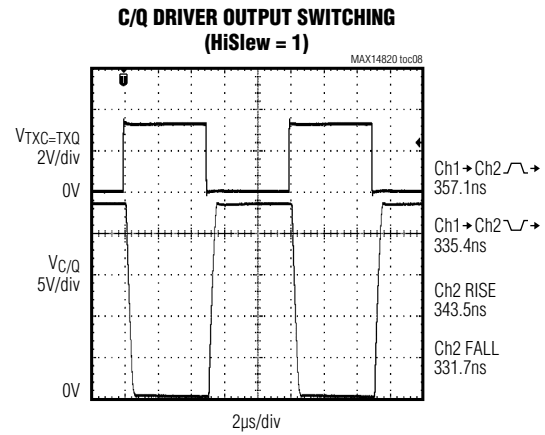 C/Q DRIVER OUTPUT SWITCHING
(HiSlew = 1)
MAX14820 toc08
VTXC=TXQ
2V/div
0V
VC/Q
5V/div
0V
2µs/div
Ch1→Ch2 →
357.1ns
Ch1→Ch2 →
335.4ns
Ch2 RISE
343.5ns
Ch2 FALL
331.7ns